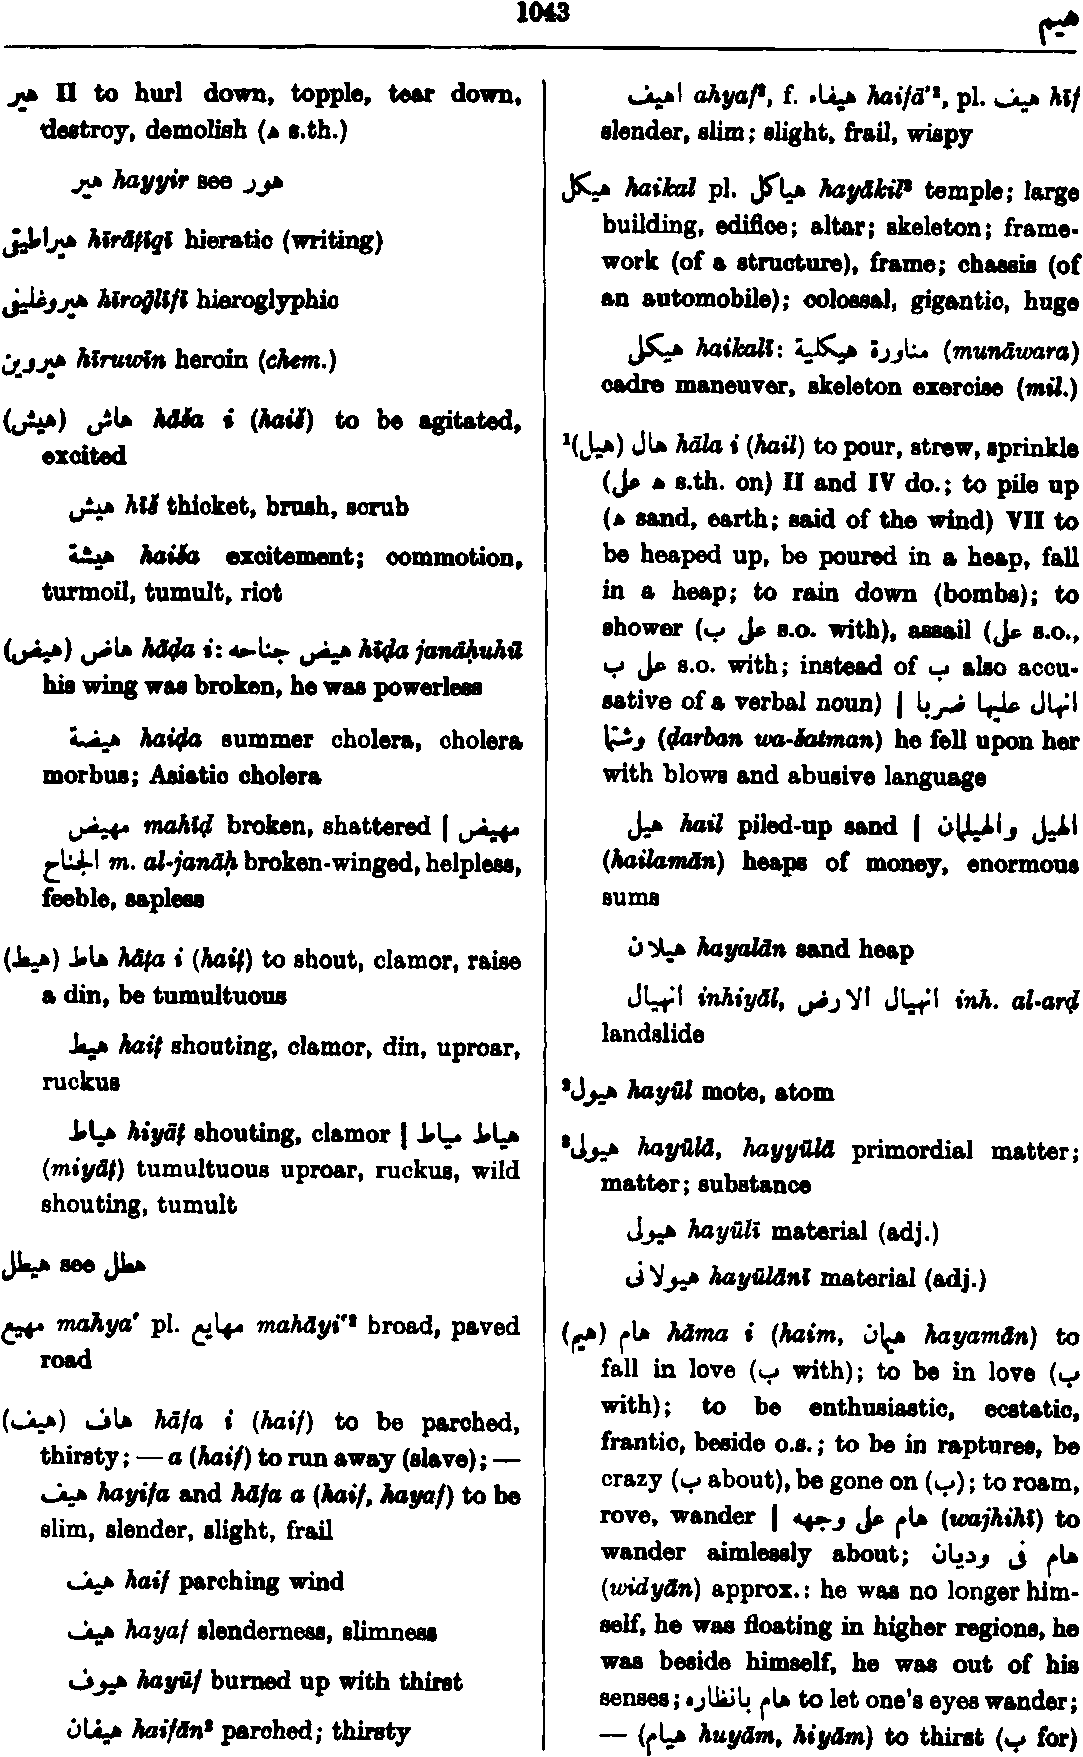 1043
هيم
هير II to hurl down, topple, tear down,
destroy, demolish (ه s.th.)
هير hayyir see هور
هيراطيقى hīrāṭīqī hieratic (writing)
هيروغليفى hīroḡlīfī hieroglyphic
هيروين hīruwīn heroin (chem.)
(هيش) هاش hāša i (haiš) to be agitated,
excited
هيش hīš thicket, brush, scrub
هيشة haiša excitement; commotion,
turmoil, tumult, riot
(هيض) هاض hāḍa i: هيض جناحه hīḍa janāḥuhū
his wing was broken, he was powerless
هيضة haiḍa summer cholera, cholera
morbus; Asiatic cholera
مهيض mahīḍ broken, shattered | مهيض
الجناح m. al-janāḥ broken-winged, helpless,
feeble, sapless
(هيط) هاط hāṭa i (haiṭ) to shout, clamor, raise
a din, be tumultuous
هيط haiṭ shouting, clamor, din, uproar,
ruckus
هياط hiyāṭ shouting, clamor | هياط مياط
(miyāṭ) tumultuous uproar, ruckus, wild
shouting, tumult
هيطل see هطل
مهيع mahya‘ pl. مهايع mahāyi‘² broad, paved
road
(هيف) هاف hāfa i (haif) to be parched,
thirsty; — a (haif) to run away (slave); —
هيف hayifa and hāfa a (haif, hayaf) to be
slim, slender, slight, frail
هيف haif parching wind
هيف hayaf slenderness, slimness
هيوف hayūf burned up with thirst
هيفان haifān² parched; thirsty
اهيف ahyaf², f. هيفاء haifā’², pl. هيف hīf
slender, slim; slight, frail, wispy
هيكل haikal pl. هياكل hayākil² temple; large
building, edifice; altar; skeleton; frame-
work (of a structure), frame; chassis (of
an automobile); colossal, gigantic, huge
هيكلى haikalī: مناورة هيكلية (munāwara)
cadre maneuver, skeleton exercise (mil.)
¹(هيل) هال hāla i (hail) to pour, strew, sprinkle
(على ه s.th. on) II and IV do.; to pile up
(ه sand, earth; said of the wind) VII to
be heaped up, be poured in a heap, fall
in a heap; to rain down (bombs); to
shower (على ب s.o. with), assail (على s.o.,
على ب s.o. with; instead of ب also accu-
sative of a verbal noun) | انهال عليها ضربا
وشتما (ḍarban wa-šatman) he fell upon her
with blows and abusive language
هيل hail piled-up sand | الهيل والهيلمان
(hailamān) heaps of money, enormous
sums
هيلان hayalān sand heap
انهيال inhiyāl, انهيال الارض inh. al-arḍ
landslide
²هيول hayūl mote, atom
³هيولى hayūlā, hayyūlā primordial matter;
matter; substance
هيولى hayūlī material (adj.)
هيولانى hayūlānī material (adj.)
(هيم) هام hāma i (haim, هيمان hayamān) to
fall in love (ب with); to be in love (ب
with); to be enthusiastic, ecstatic,
frantic, beside o.s.; to be in raptures, be
crazy (ب about), be gone on (ب); to roam,
rove, wander | هام على وجهه (wajhihī) to
wander aimlessly about; هام فى وديان
(widyān) approx.: he was no longer him-
self, he was floating in higher regions, he
was beside himself, he was out of his
senses; هام بانظاره to let one's eyes wander;
— (هيام huyām, hiyām) to thirst (ب for)